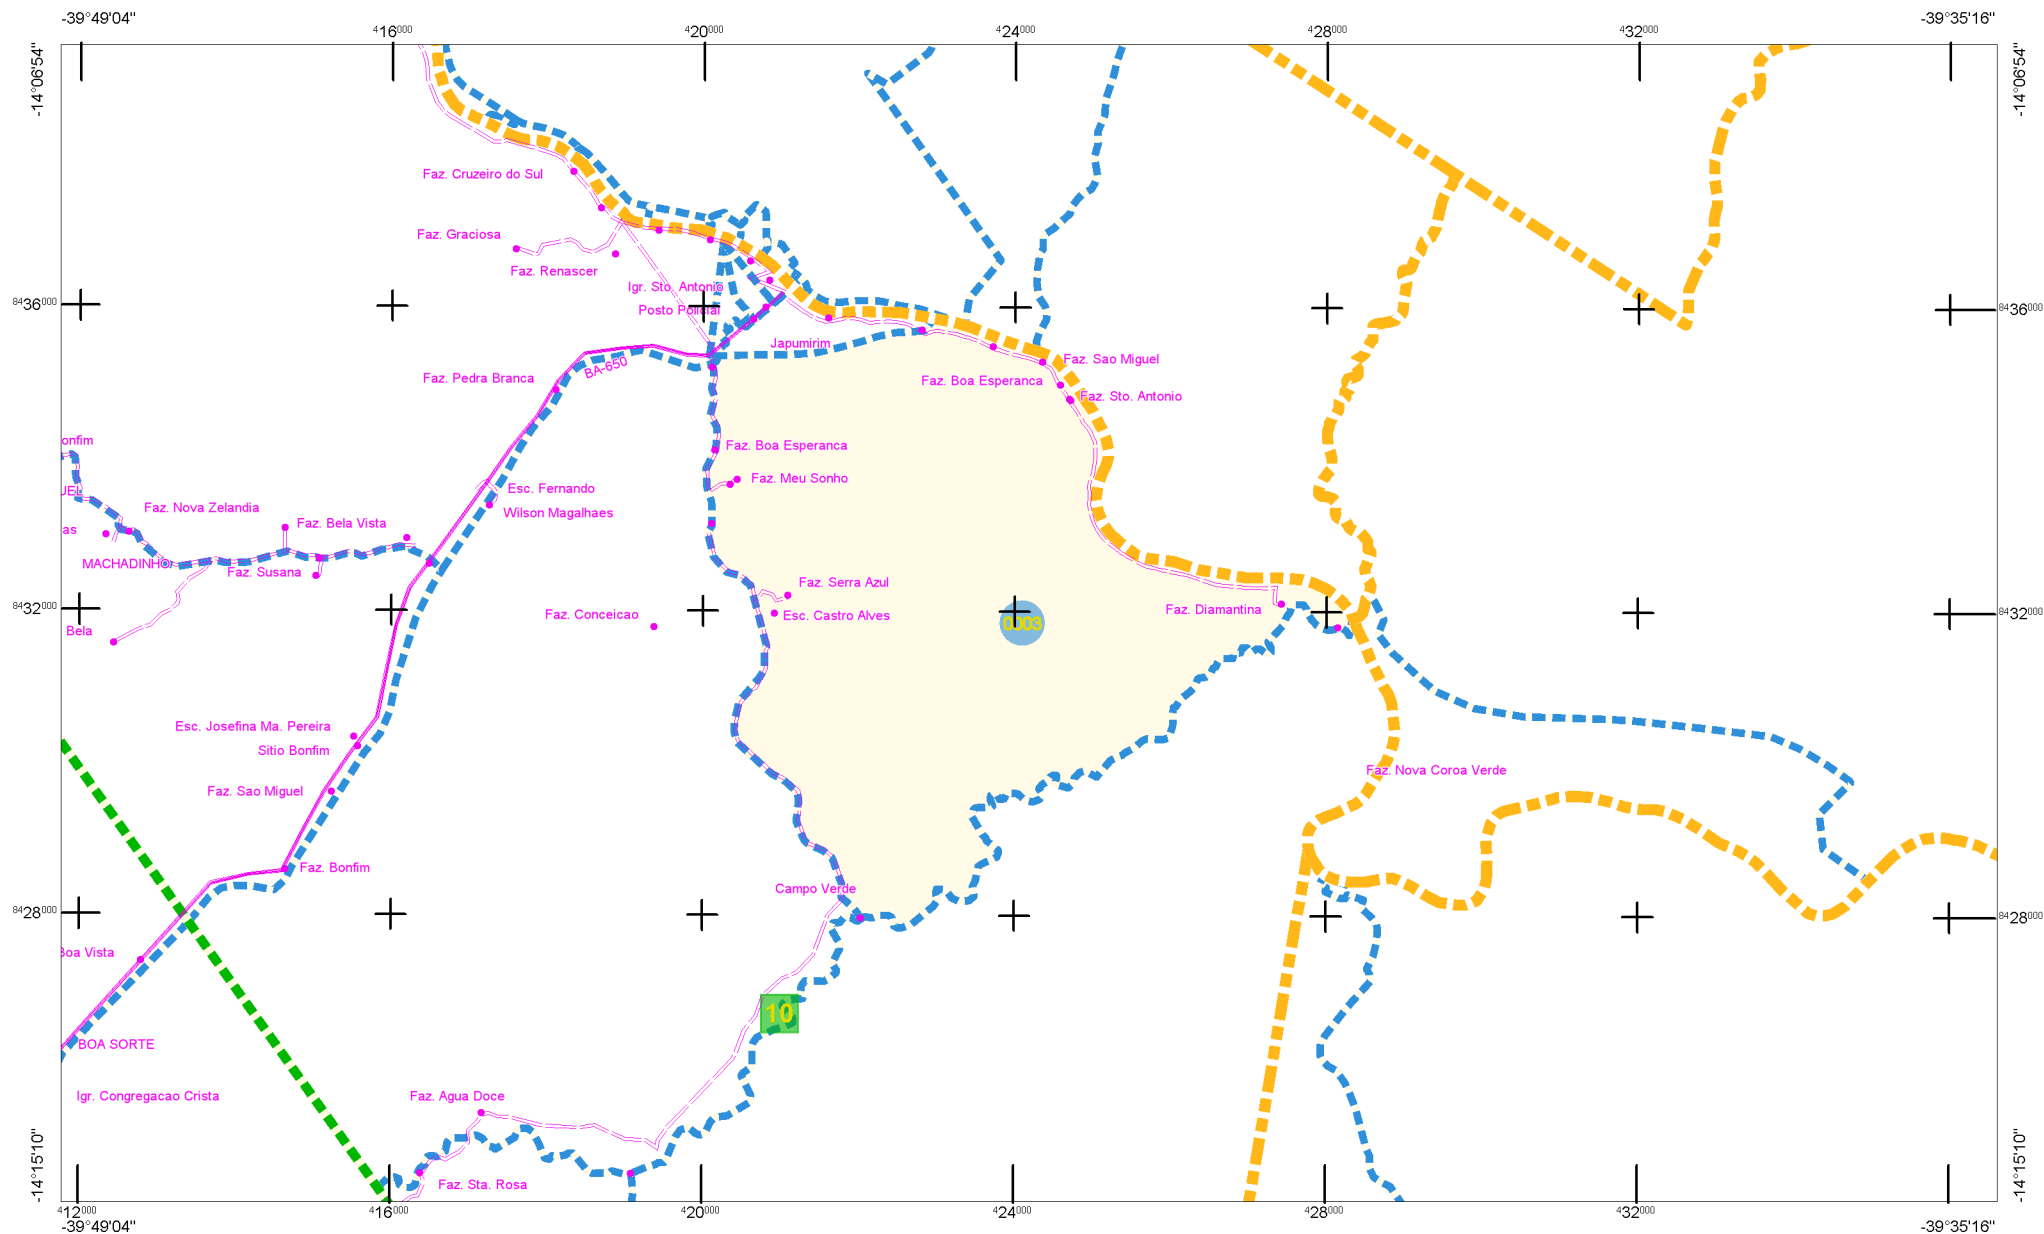 -39°49'04"
-39°35'16"
416000
420000
424000
428000
432000
-14°06'54"
-14°06'54"
Faz. Cruzeiro do Sul
Faz. Graciosa
Faz. Renascer
Igr. Sto. Antonio
Posto Policial
8436000
8436000
Japumirim
BA-650
Faz. Pedra Branca
Faz. Sao Miguel
Faz. Boa Esperanca
Faz. Sto. Antonio
onfim
Faz. Boa Esperanca
Faz. Meu Sonho
UEL
Esc. Fernando
Wilson Magalhaes
Faz. Nova Zelandia
Faz. Bela Vista
as
MACHADINHO
Faz. Susana
Faz. Serra Azul
8432000
Faz. Conceicao
Esc. Castro Alves
0003
Faz. Diamantina
8432000
Bela
Esc. Josefina Ma. Pereira
Sitio Bonfim
Faz. Sao Miguel
Faz. Nova Coroa Verde
Faz. Bonfim
Campo Verde
8428000
8428000
Boa Vista
10
BOA SORTE
Igr. Congregacao Crista
Faz. Agua Doce
Faz. Sta. Rosa
-14°15'10"
-14°15'10"
412000
416000
420000
424000
428000
432000
-39°49'04"
-39°35'16"